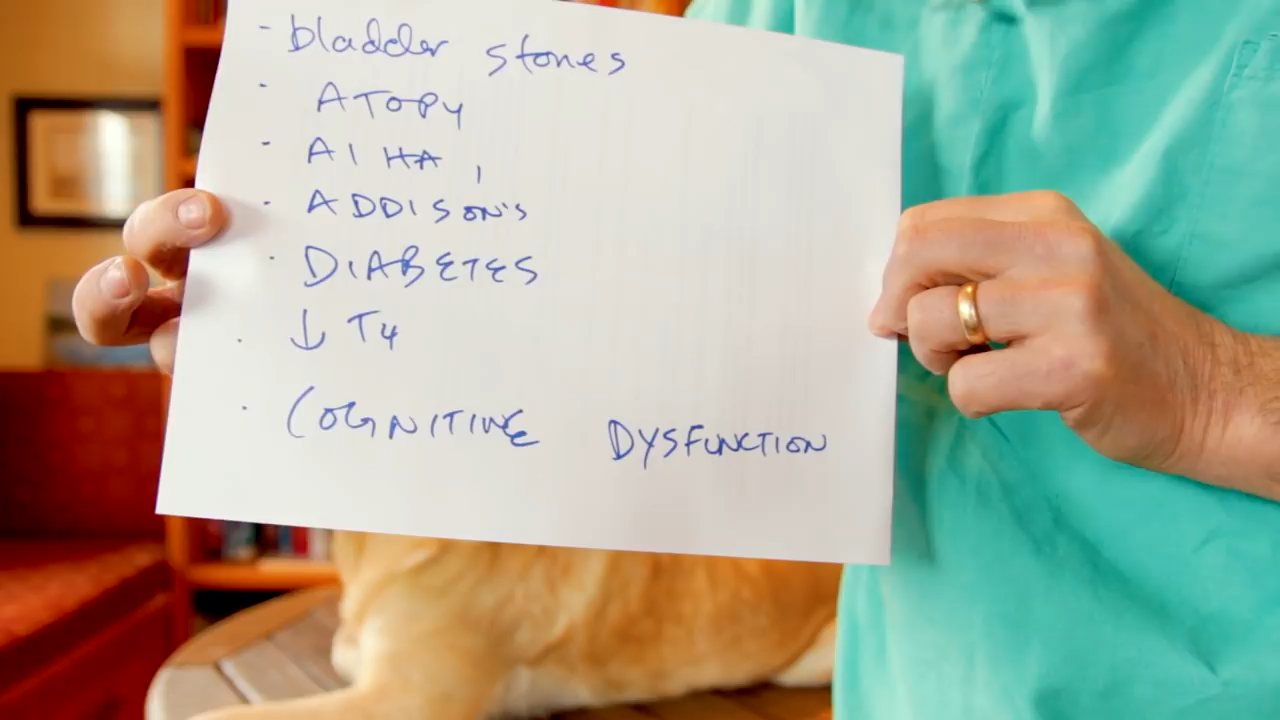 - bladder stones
- ATOPY
- AIHA,
- ADDISON'S
- DIABETES
- ↓ T4
- COGNITIVE DYSFUNCTION